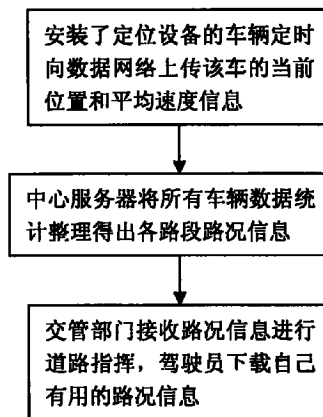 安装了定位设备的车辆定时
向数据网络上传该车的当前
位置和平均速度信息
中心服务器将所有车辆数据统
计整理得出各路段路况信息
交管部门接收路况信息进行
道路指挥，驾驶员下载自己
有用的路况信息